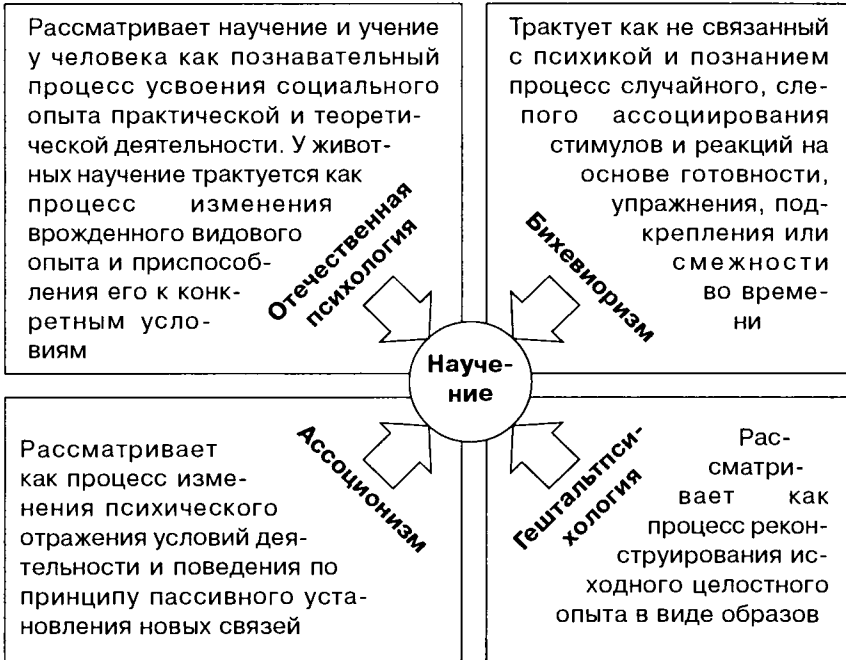 Рассматривает научение и учение
у человека как познавательный
процесс усвоения социального
опыта практической и теорети-
ческой деятельности. У живот-
ных научение трактуется как
процесс изменения
врожденного видового
опыта и приспособ-
ления его к конк-
ретным усло-
виям
Отечественная
психология
Трактует как не связанный
с психикой и познанием
процесс случайного, сле-
пого ассоциирования
стимулов и реакций на
основе готовности,
упражнения, под-
крепления или
смежности
во време-
ни
Бихевиоризм
Науче-
ние
Рассматривает
как процесс изме-
нения психического
отражения условий дея-
тельности и поведения по
принципу пассивного уста-
новления новых связей
Ассоционизм
Рас-
сматри-
вает как
процесс рекон-
струирования ис-
ходного целостного
опыта в виде образов
Гештальтпси-
хология